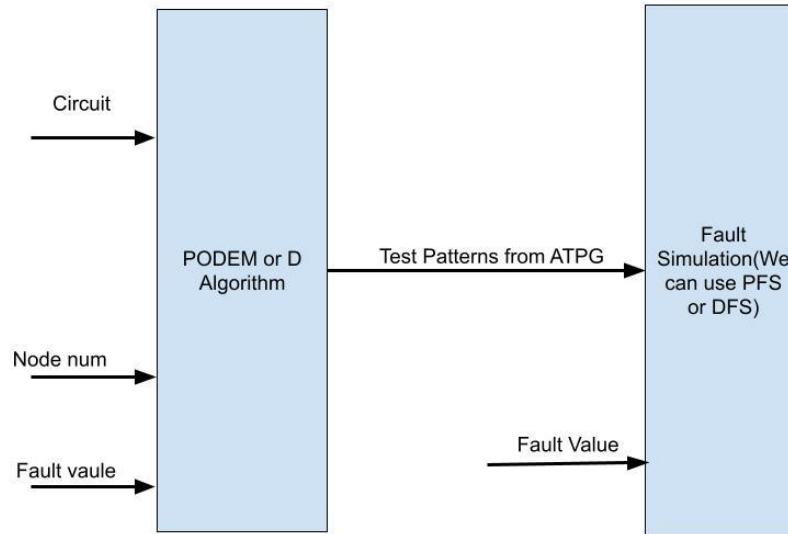 Circuit
Node num
Fault vaule
PODEM or D
Algorithm
Test Patterns from ATPG
Fault Value
Fault
Simulation(We
can use PFS
or DFS)